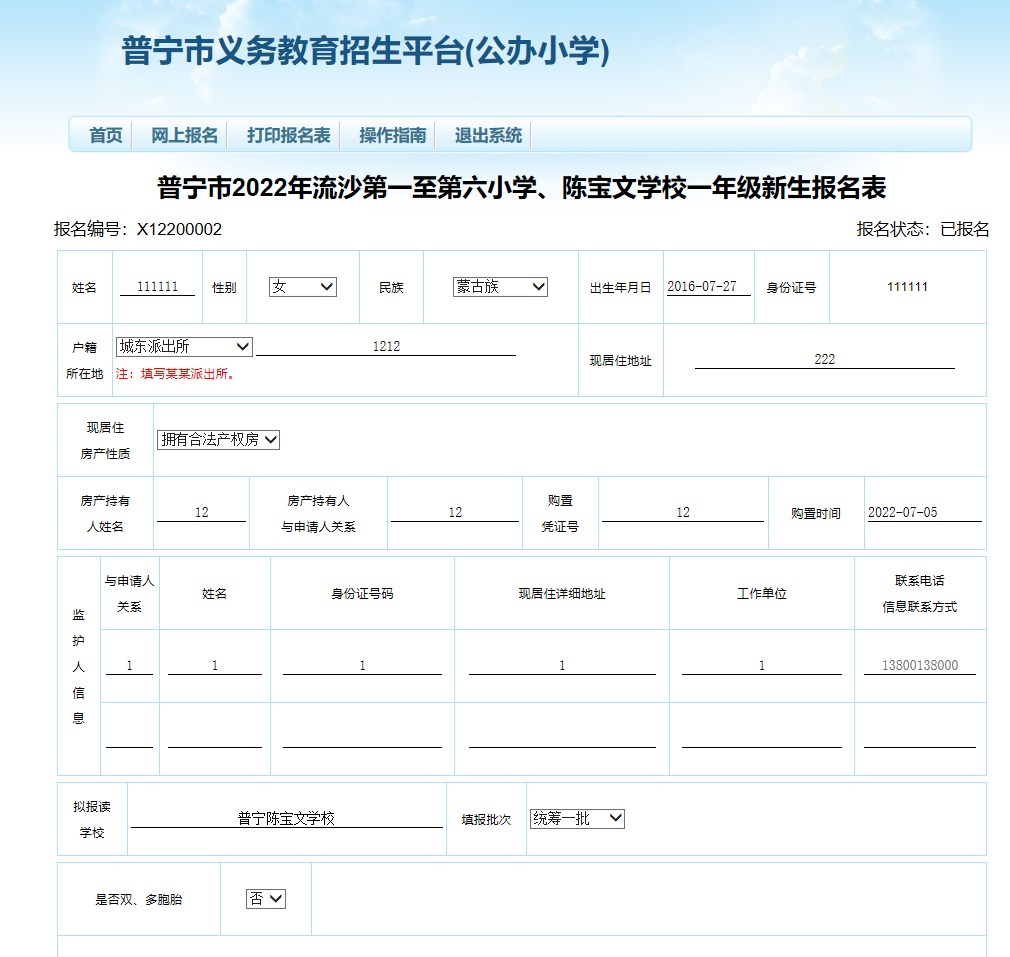 普宁市义务教育招生平台(公办小学)
首页 网上报名 打印报名表 操作指南 退出系统
普宁市2022年流沙第一至第六小学、陈宝文学校一年级新生报名表
报名编号：X12200002 报名状态：已报名
姓名 111111 性别 女 民族 蒙古族 出生年月日 2016-07-27 身份证号 111111
户籍
所在地
城东派出所 1212
注：填写某某派出所。
现居住地址 222
现居住
房产性质
拥有合法产权房
房产持有
人姓名
12
房产持有人
与申请人关系
12
购置
凭证号
12
购置时间 2022-07-05
监
护
人
信
息
与申请人
关系
姓名 身份证号码 现居住详细地址 工作单位
联系电话
信息联系方式
1 1 1 1 1 13800138000
拟报读
学校
普宁陈宝文学校 填报批次 统筹一批
是否双、多胞胎 否